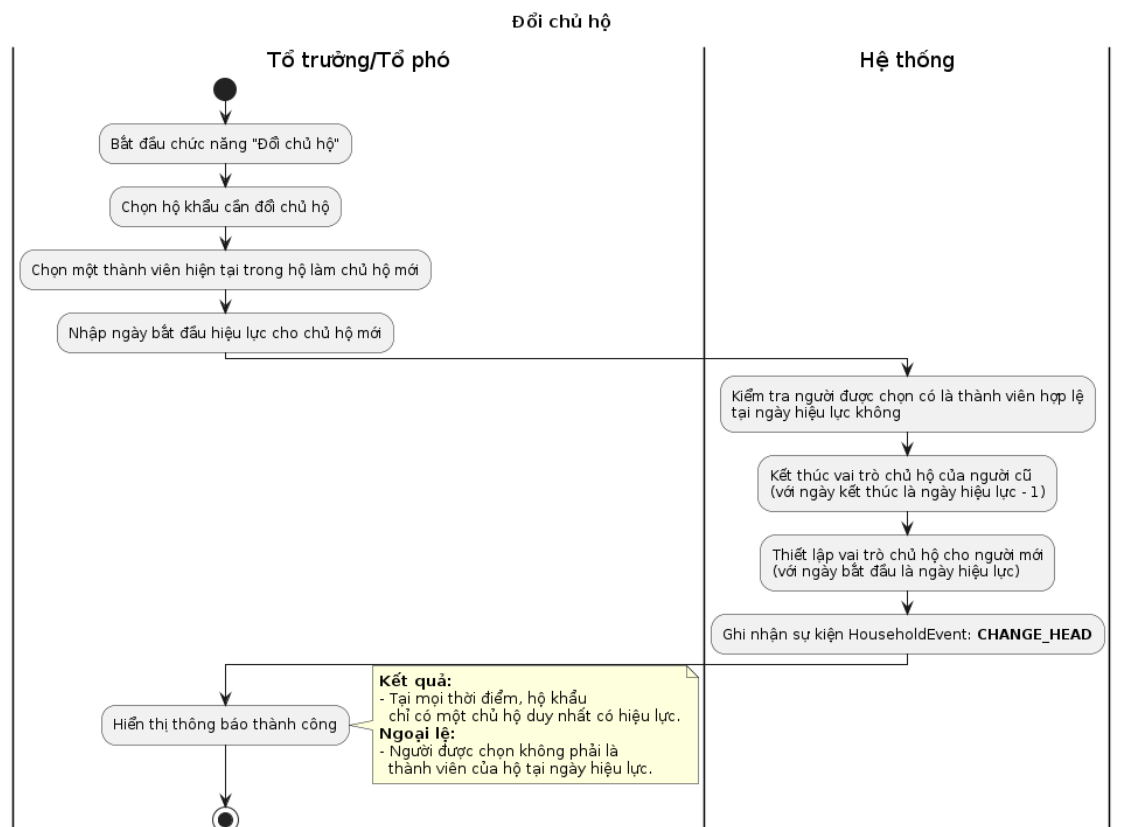 Đổi chủ hộ
Tổ trưởng/Tổ phó
Hệ thống
Bắt đầu chức năng "Đổi chủ hộ"
Chọn hộ khẩu cần đổi chủ hộ
Chọn một thành viên hiện tại trong hộ làm chủ hộ mới
Nhập ngày bắt đầu hiệu lực cho chủ hộ mới
Kiểm tra người được chọn có là thành viên hợp lệ
tại ngày hiệu lực không
Kết thúc vai trò chủ hộ của người cũ
(với ngày kết thúc là ngày hiệu lực - 1)
Thiết lập vai trò chủ hộ cho người mới
(với ngày bắt đầu là ngày hiệu lực)
Ghi nhận sự kiện HouseholdEvent: CHANGE_HEAD
Hiển thị thông báo thành công
Kết quả:
- Tại mọi thời điểm, hộ khẩu
chỉ có một chủ hộ duy nhất có hiệu lực.
Ngoại lệ:
- Người được chọn không phải là
thành viên của hộ tại ngày hiệu lực.